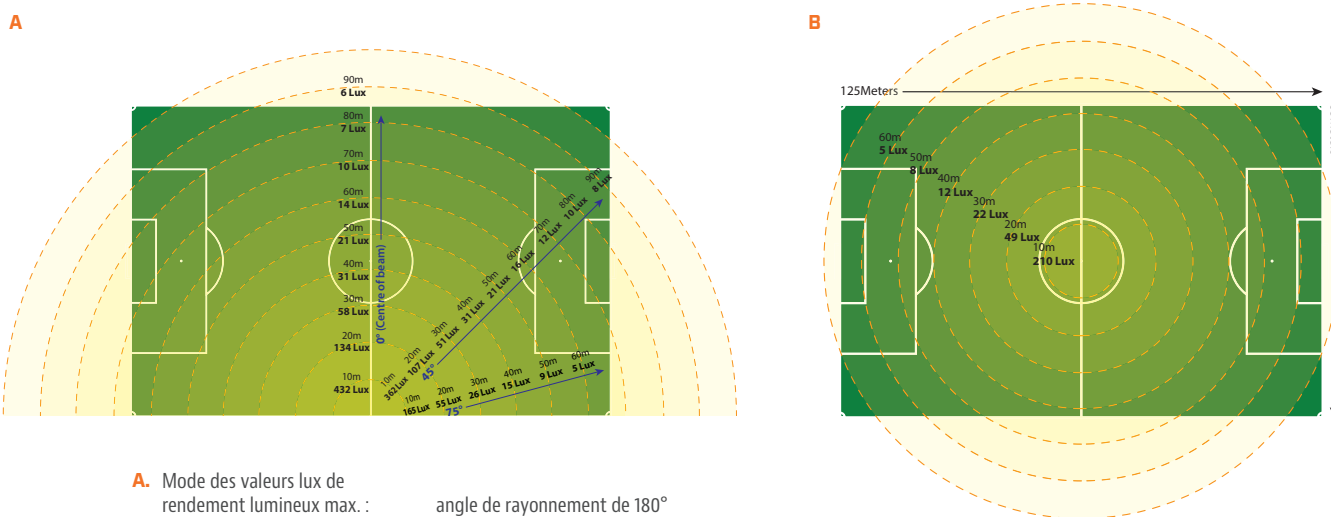 A
90m
6 Lux
80m
7 Lux
70m
10 Lux
60m
14 Lux
50m
21 Lux
40m
31 Lux
30m
58 Lux
20m
134 Lux
10m
432 Lux
0° (Centre of beam)
10m
362 Lux
20m
107 Lux
30m
51 Lux
40m
31 Lux
50m
21 Lux
60m
16 Lux
70m
12 Lux
80m
10 Lux
90m
8 Lux
45°
10m
165 Lux
20m
55 Lux
30m
26 Lux
40m
15 Lux
50m
9 Lux
60m
5 Lux
75°
B
125Meters
60m
5 Lux
50m
8 Lux
40m
12 Lux
30m
22 Lux
20m
49 Lux
10m
210 Lux
A. Mode des valeurs lux de
rendement lumineux max. : angle de rayonnement de 180°